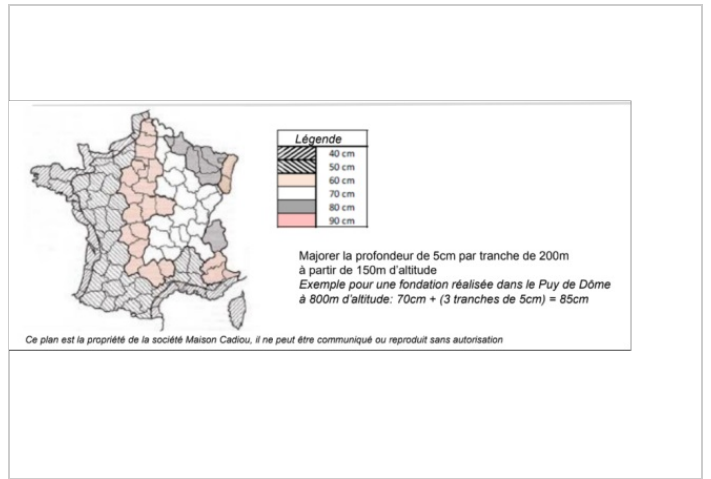 Légende
40 cm
50 cm
60 cm
70 cm
80 cm
90 cm
Majorer la profondeur de 5cm par tranche de 200m
à partir de 150m d'altitude
Exemple pour une fondation réalisée dans le Puy de Dôme
à 800m d'altitude: 70cm + (3 tranches de 5cm) = 85cm
Ce plan est la propriété de la société Maison Cadiou, il ne peut être communiqué ou reproduit sans autorisation